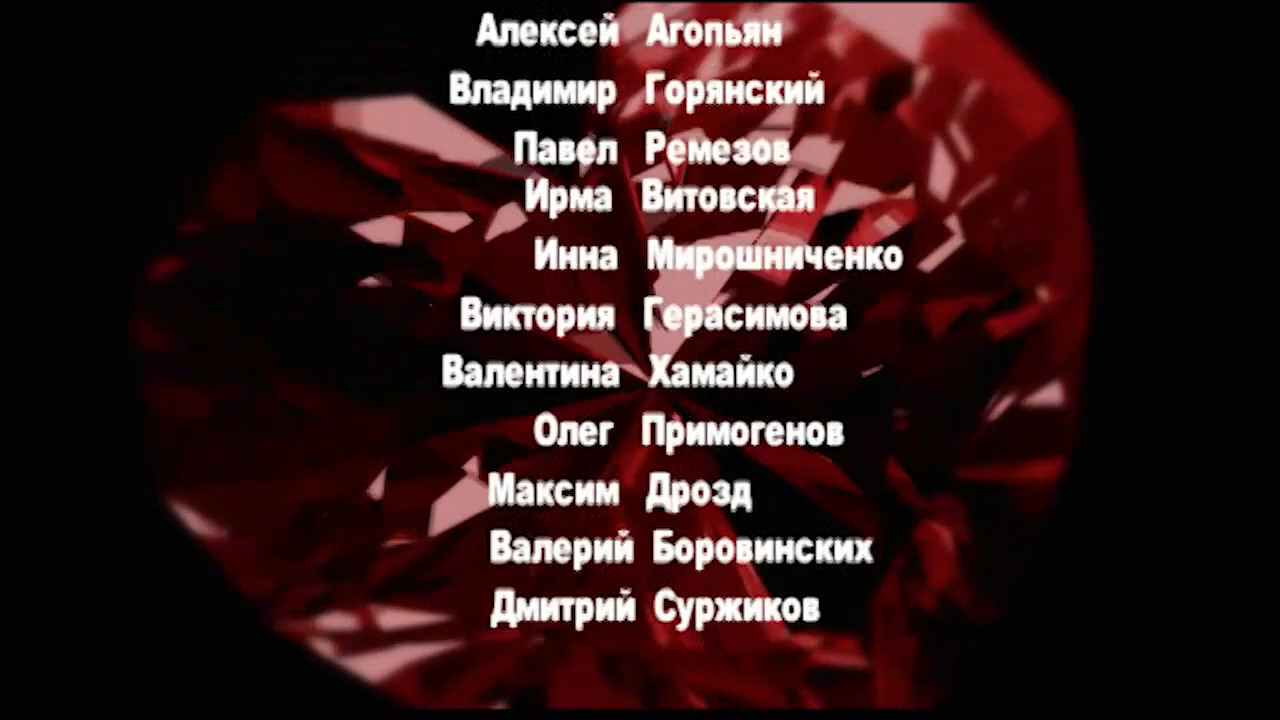 Алексей Агопьян
Владимир Горянский
Павел Ремезов
Ирма Витовская
Инна Мирошниченко
Виктория Герасимова
Валентина Хамайко
Олег Примогенов
Максим Дрозд
Валерий Боровинских
Дмитрий Суржиков